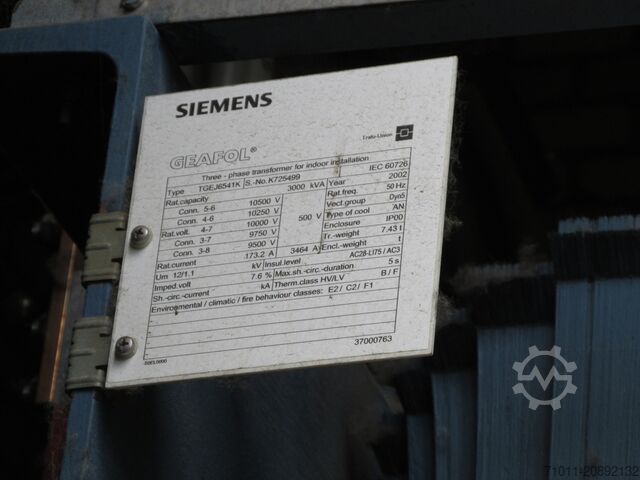 SIEMENS
Trafo-Union
GEAFOL®
Three - phase transformer for indoor installation
Type TGEJ6541K S.-No. K725499 IEC 60726
Rat.capacity 3000 kVA Year 2002
Conn. 5-6 10500 V Rat.freq. 50 Hz
Conn. 4-6 10250 V Vect.group Dyn5
Rat.volt. 4-7 10000 V 500 V Type of cool AN
Conn. 3-7 9750 V Enclosure IP00
Conn. 3-8 9500 V Tr.-weight 7.43 t
Rat.current 173.2 A 3464 A Encl.-weight t
Um 12/1.1 kV Insul.level AC28-LI75 / AC3
Imped.volt 7.6 % Max.sh.-circ.-duration 5 s
Sh.-circ.-current kA Therm.class HV/LV B / F
Environmental / climatic / fire behaviour classes: E2 / C2 / F1
37000763
71011-20892132